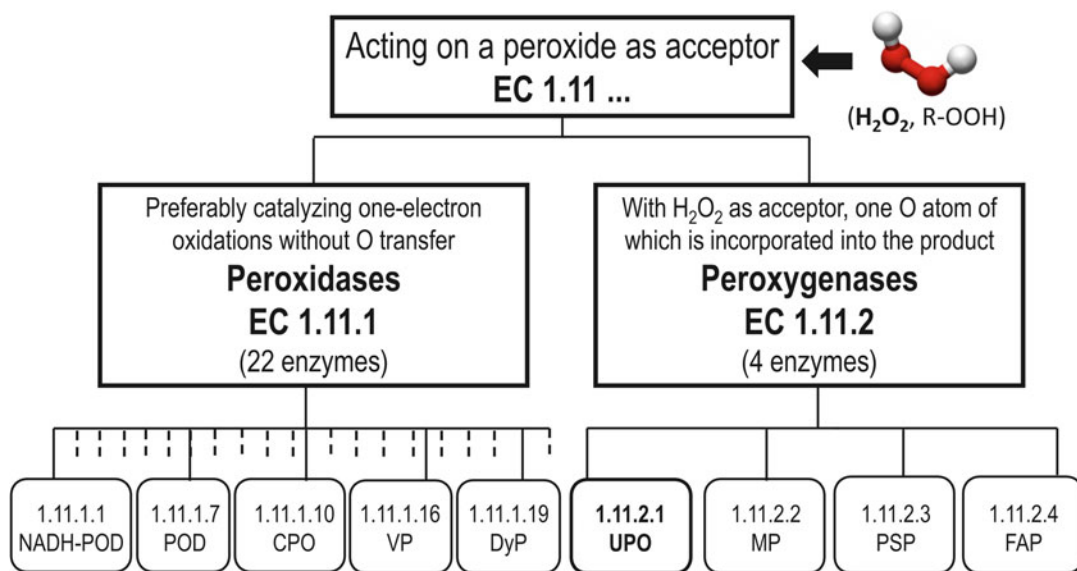 Acting on a peroxide as acceptor
EC 1.11 ...
(H₂O₂, R-OOH)
Preferably catalyzing one-electron
oxidations without O transfer
Peroxidases
EC 1.11.1
(22 enzymes)
With H₂O₂ as acceptor, one O atom of
which is incorporated into the product
Peroxygenases
EC 1.11.2
(4 enzymes)
1.11.1.1
NADH-POD
1.11.1.7
POD
1.11.1.10
CPO
1.11.1.16
VP
1.11.1.19
DyP
1.11.2.1
UPO
1.11.2.2
MP
1.11.2.3
PSP
1.11.2.4
FAP